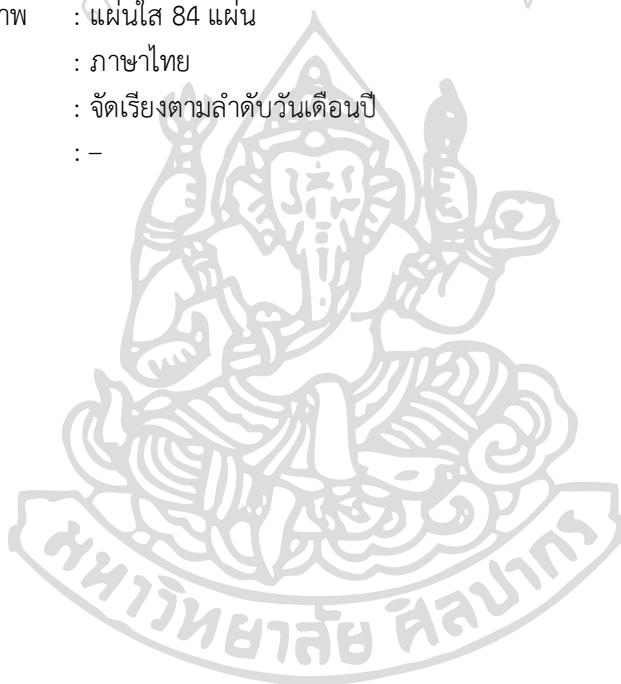 าพ : แผ่นใส 84 แผ่น
: ภาษาไทย
: จัดเรียงตามลำดับวันเดือนปี
: –
มหาวิทยาลัย ศิลปากร